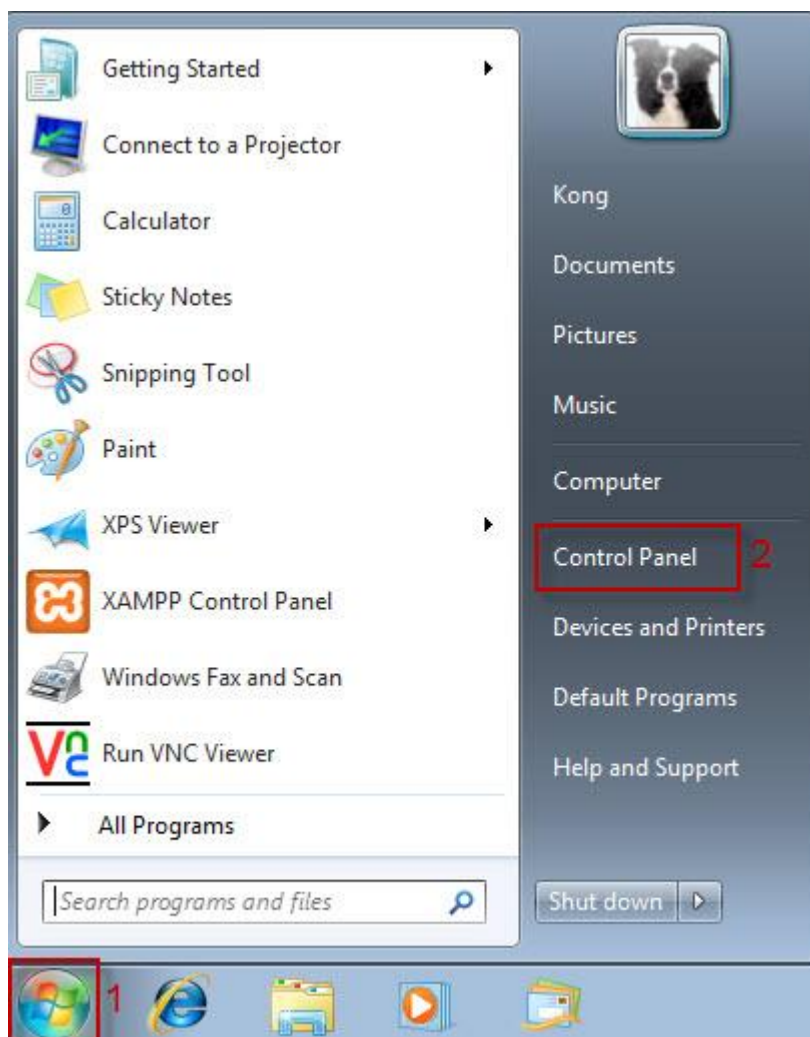 Getting Started
Connect to a Projector
Calculator
Sticky Notes
Snipping Tool
Paint
XPS Viewer
XAMPP Control Panel
Windows Fax and Scan
Run VNC Viewer
All Programs
Search programs and files
Kong
Documents
Pictures
Music
Computer
Control Panel 2
Devices and Printers
Default Programs
Help and Support
Shut down
1